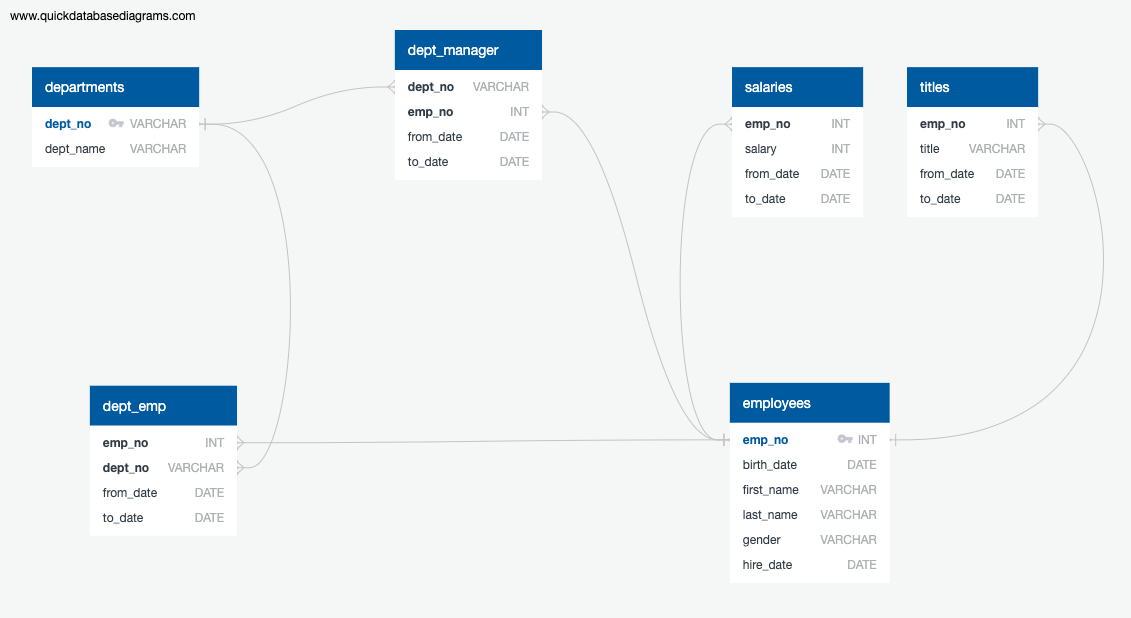 www.quickdatabasediagrams.com
departments
dept_no VARCHAR
dept_name VARCHAR
dept_manager
dept_no VARCHAR
emp_no INT
from_date DATE
to_date DATE
salaries
emp_no INT
salary INT
from_date DATE
to_date DATE
titles
emp_no INT
title VARCHAR
from_date DATE
to_date DATE
dept_emp
emp_no INT
dept_no VARCHAR
from_date DATE
to_date DATE
employees
emp_no INT
birth_date DATE
first_name VARCHAR
last_name VARCHAR
gender VARCHAR
hire_date DATE